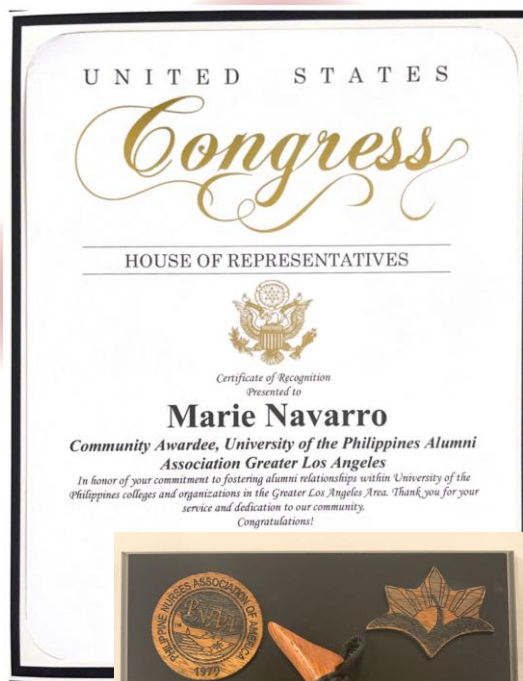 UNITED STATES
Congress
HOUSE OF REPRESENTATIVES
Certificate of Recognition
Presented to
Marie Navarro
Community Awardee, University of the Philippines Alumni
Association Greater Los Angeles
In honor of your commitment to fostering alumni relationships within University of the
Philippines colleges and organizations in the Greater Los Angeles Area. Thank you for your
service and dedication to our community.
Congratulations!
PHILIPPINE NURSES ASSOCIATION OF AMERICA
PNAA
1979